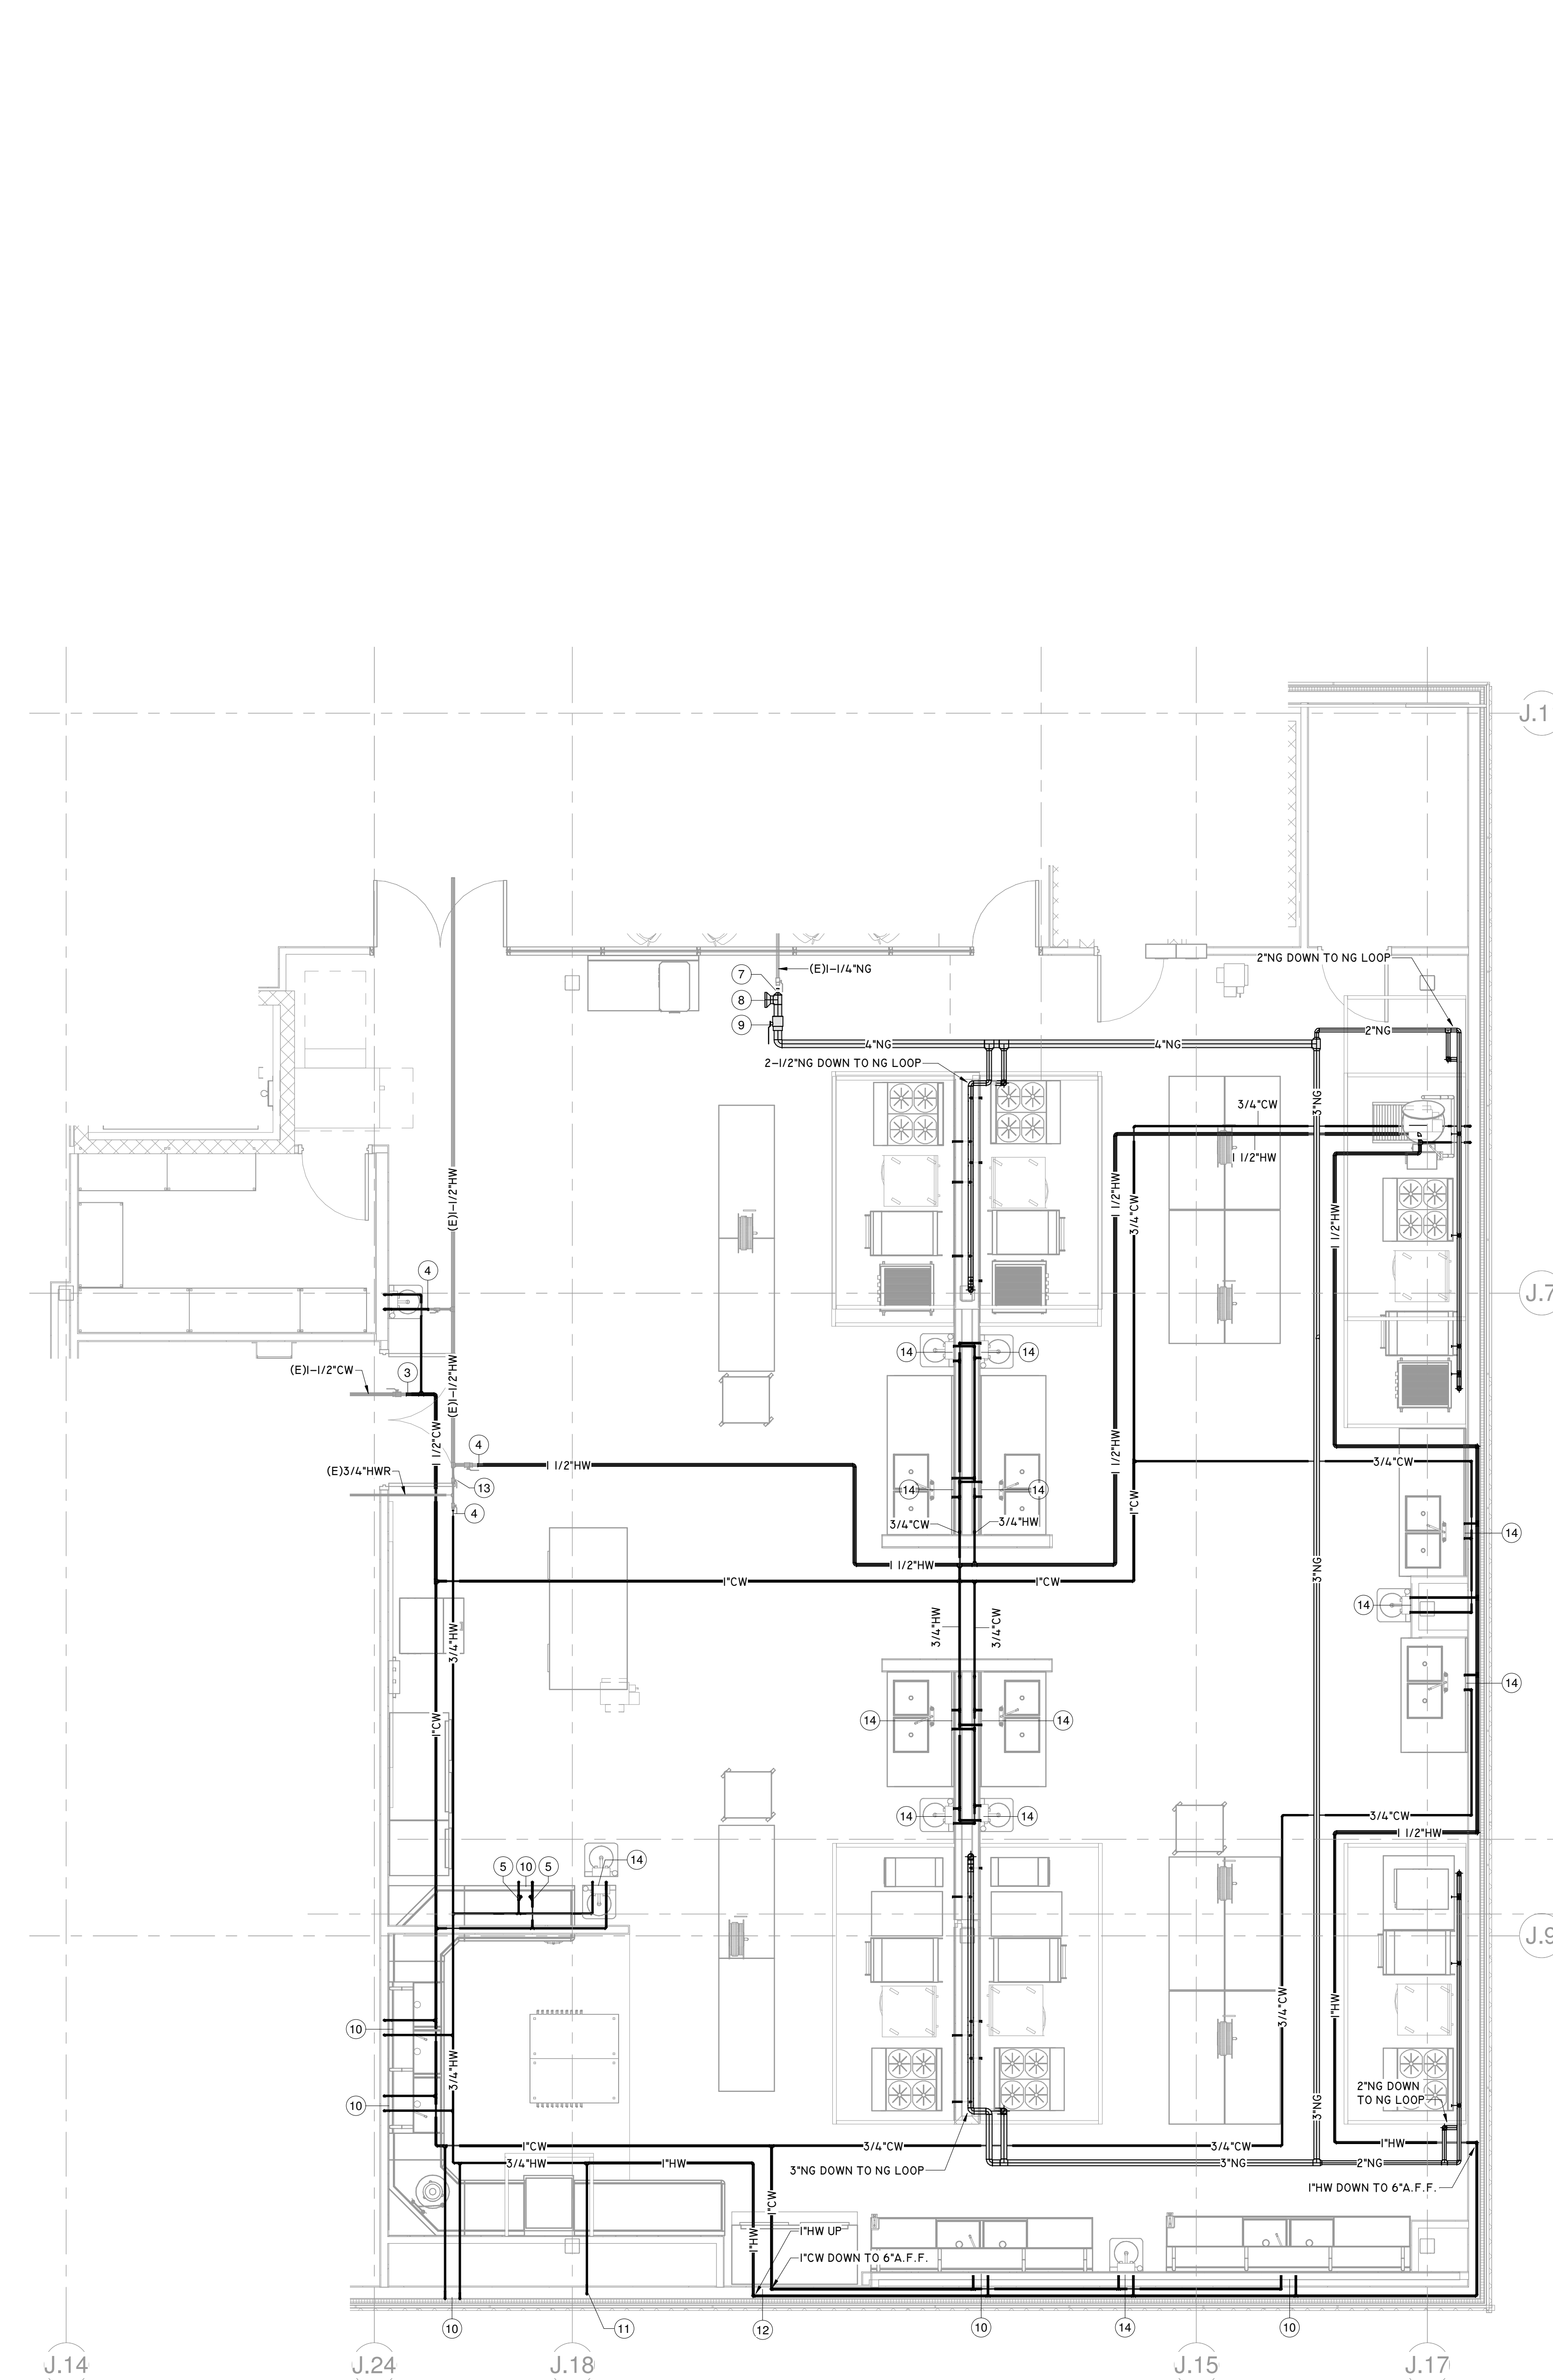 J.1
2"NG DOWN TO NG LOOP
(E)1-1/4"NG
7
8
9
2"NG
4"NG
4"NG
2-1/2"NG DOWN TO NG LOOP
3"NG
3/4"CW
1 1/2"HW
(E)1-1/2"HW
1 1/2"HW
3/4"CW
1 1/2"HW
4
J.7
14
14
(E)1-1/2"CW
3
(E)1-1/2"HW
1 1/2"CW
4
1 1/2"HW
1 1/2"HW
3/4"CW
(E)3/4"HWR
13
14
14
4
1"CW
3/4"CW
3/4"HW
14
1 1/2"HW
3"NG
1"CW
1"CW
14
3/4"HW
3/4"HW
3/4"CW
14
1"CW
14
14
14
14
3/4"CW
1 1/2"HW
5
10
5
14
J.9
3/4"CW
1"HW
10
3/4"HW
10
2"NG DOWN
TO NG LOOP
3"NG
1"CW
3/4"CW
3/4"CW
1"HW
3/4"HW
1"HW
3"NG
2"NG
3"NG DOWN TO NG LOOP
1"HW DOWN TO 6"A.F.F.
1"CW
1"HW
1"HW UP
1"CW DOWN TO 6"A.F.F.
10
11
12
10
14
10
J.14
J.24
J.18
J.15
J.17